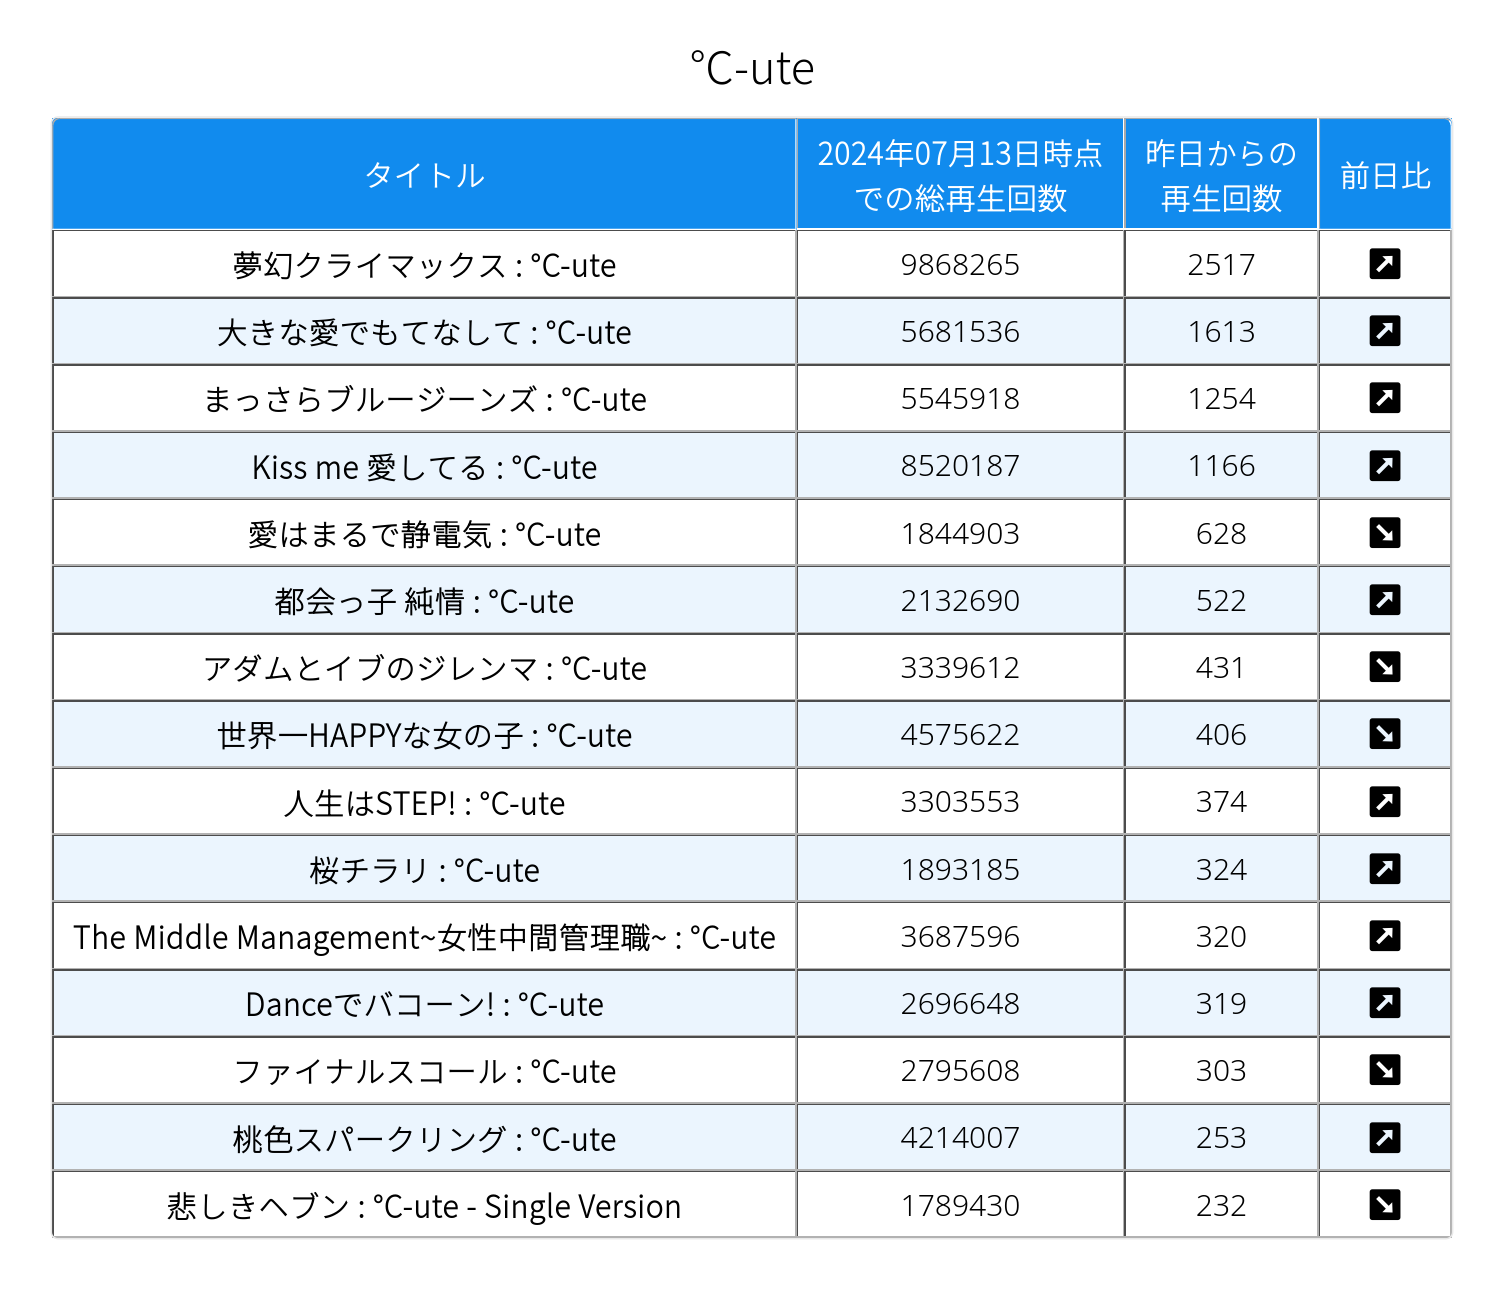 ℃-ute
タイトル 2024年07月13日時点 昨日からの 前日比
での総再生回数 再生回数
夢幻クライマックス : ℃-ute 9868265 2517
大きな愛でもてなして : ℃-ute 5681536 1613
まっさらブルージーンズ : ℃-ute 5545918 1254
Kiss me 愛してる : ℃-ute 8520187 1166
愛はまるで静電気 : ℃-ute 1844903 628
都会っ子 純情 : ℃-ute 2132690 522
アダムとイブのジレンマ : ℃-ute 3339612 431
世界一HAPPYな女の子 : ℃-ute 4575622 406
人生はSTEP! : ℃-ute 3303553 374
桜チラリ : ℃-ute 1893185 324
The Middle Management~女性中間管理職~ : ℃-ute 3687596 320
Danceでバコーン! : ℃-ute 2696648 319
ファイナルスコール : ℃-ute 2795608 303
桃色スパークリング : ℃-ute 4214007 253
悲しきヘブン : ℃-ute - Single Version 1789430 232